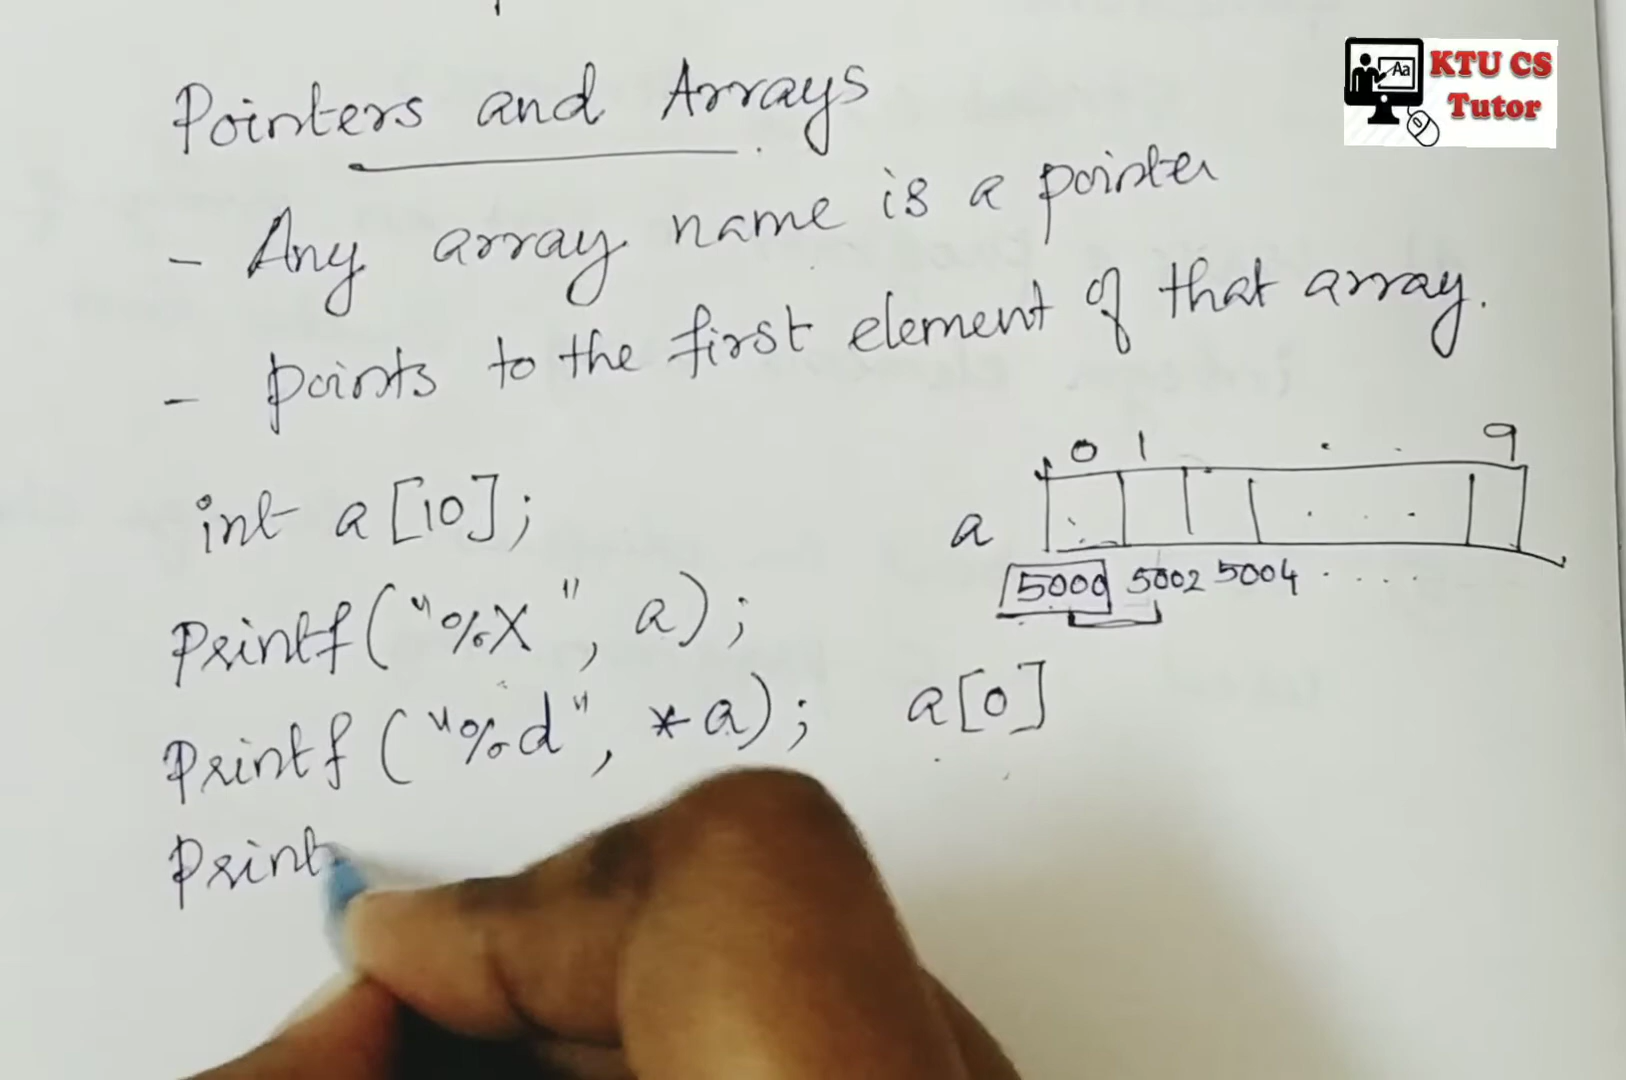 KTU CS
Tutor
Aa
Pointers and Arrays
- Any array name is a pointer
- points to the first element of that array.
int a[10];
0 1 . . 9
a . . .
5000 5002 5004 . . . .
printf("%X", a);
printf("%d", *a); a[0]
print